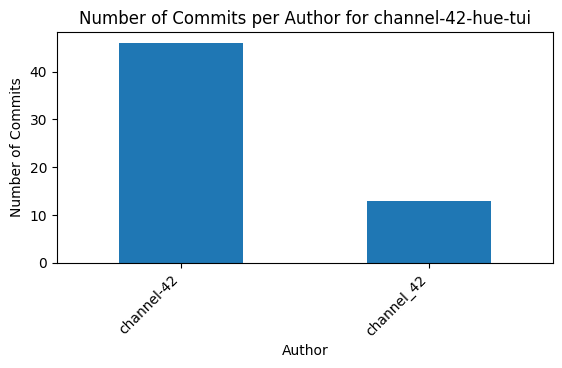 Number of Commits per Author for channel-42-hue-tui
Number of Commits
40
30
20
10
0
channel-42
channel_42
Author